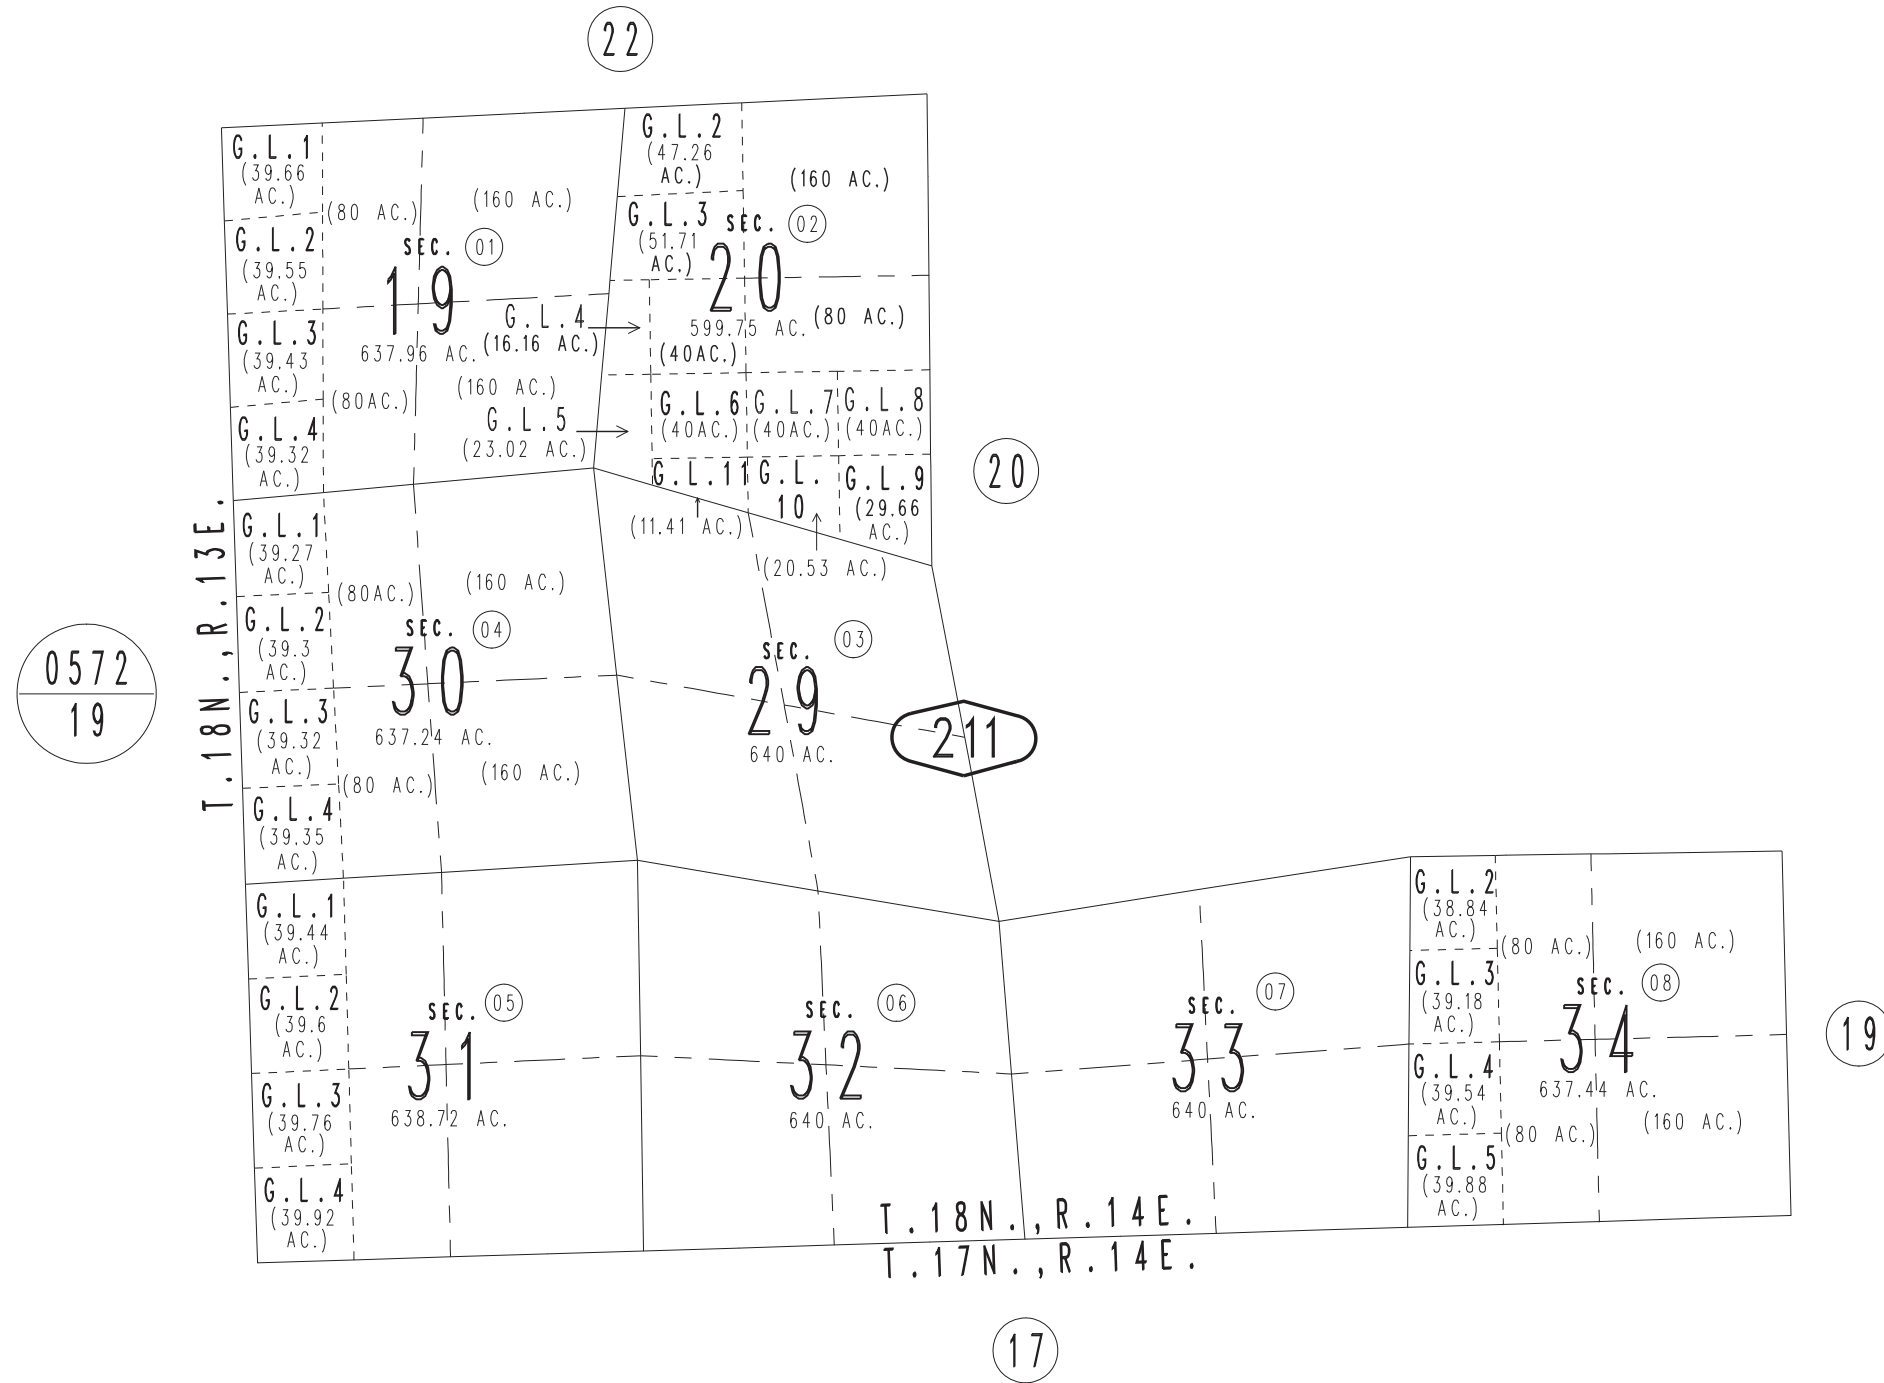 22
G.L.1
(39.66
AC.)
(80 AC.)
(160 AC.)
G.L.2
(39.55
AC.)
SEC. 01
19
637.96 AC.
G.L.3
(39.43
AC.)
(80AC.)
(160 AC.)
G.L.4
(39.32
AC.)
G.L.2
(47.26
AC.)
(160 AC.)
G.L.3
(51.71
AC.)
SEC. 02
20
599.75 AC.
G.L.4
(16.16 AC.)
(80 AC.)
(40AC.)
G.L.5
(23.02 AC.)
G.L.6
(40AC.)
G.L.7
(40AC.)
G.L.8
(40AC.)
G.L.11
(11.41 AC.)
G.L.
10
(20.53 AC.)
G.L.9
(29.66
AC.)
20
T.18N.,R.13E.
0572
19
G.L.1
(39.27
AC.)
(80AC.)
(160 AC.)
G.L.2
(39.3
AC.)
SEC. 04
30
637.24 AC.
G.L.3
(39.32
AC.)
(80 AC.)
(160 AC.)
G.L.4
(39.35
AC.)
SEC. 03
29
640 AC.
211
G.L.1
(39.44
AC.)
G.L.2
(39.6
AC.)
SEC. 05
31
638.72 AC.
G.L.3
(39.76
AC.)
G.L.4
(39.92
AC.)
SEC. 06
32
640 AC.
SEC. 07
33
640 AC.
G.L.2
(38.84
AC.)
(80 AC.)
(160 AC.)
G.L.3
(39.18
AC.)
SEC. 08
34
637.44 AC.
G.L.4
(39.54
AC.)
(80 AC.)
(160 AC.)
G.L.5
(39.88
AC.)
19
T.18N.,R.14E.
T.17N.,R.14E.
17